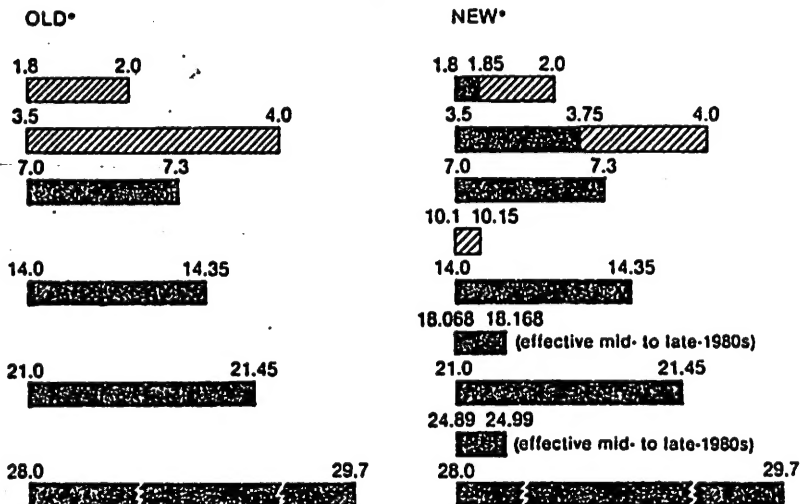 OLD*
1.8 2.0
3.5 4.0
7.0 7.3
14.0 14.35
21.0 21.45
28.0 29.7
NEW*
1.8 1.85 2.0
3.5 3.75 4.0
7.0 7.3
10.1 10.15
14.0 14.35
18.068 18.168
(effective mid- to late-1980s)
21.0 21.45
24.89 24.99
(effective mid- to late-1980s)
28.0 29.7